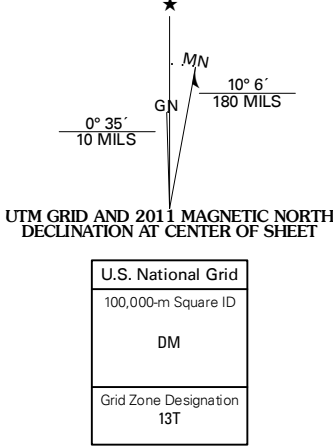 MN
GN
10° 6´
180 MILS
0° 35´
10 MILS
UTM GRID AND 2011 MAGNETIC NORTH
DECLINATION AT CENTER OF SHEET
U.S. National Grid
100,000-m Square ID
DM
Grid Zone Designation
13T